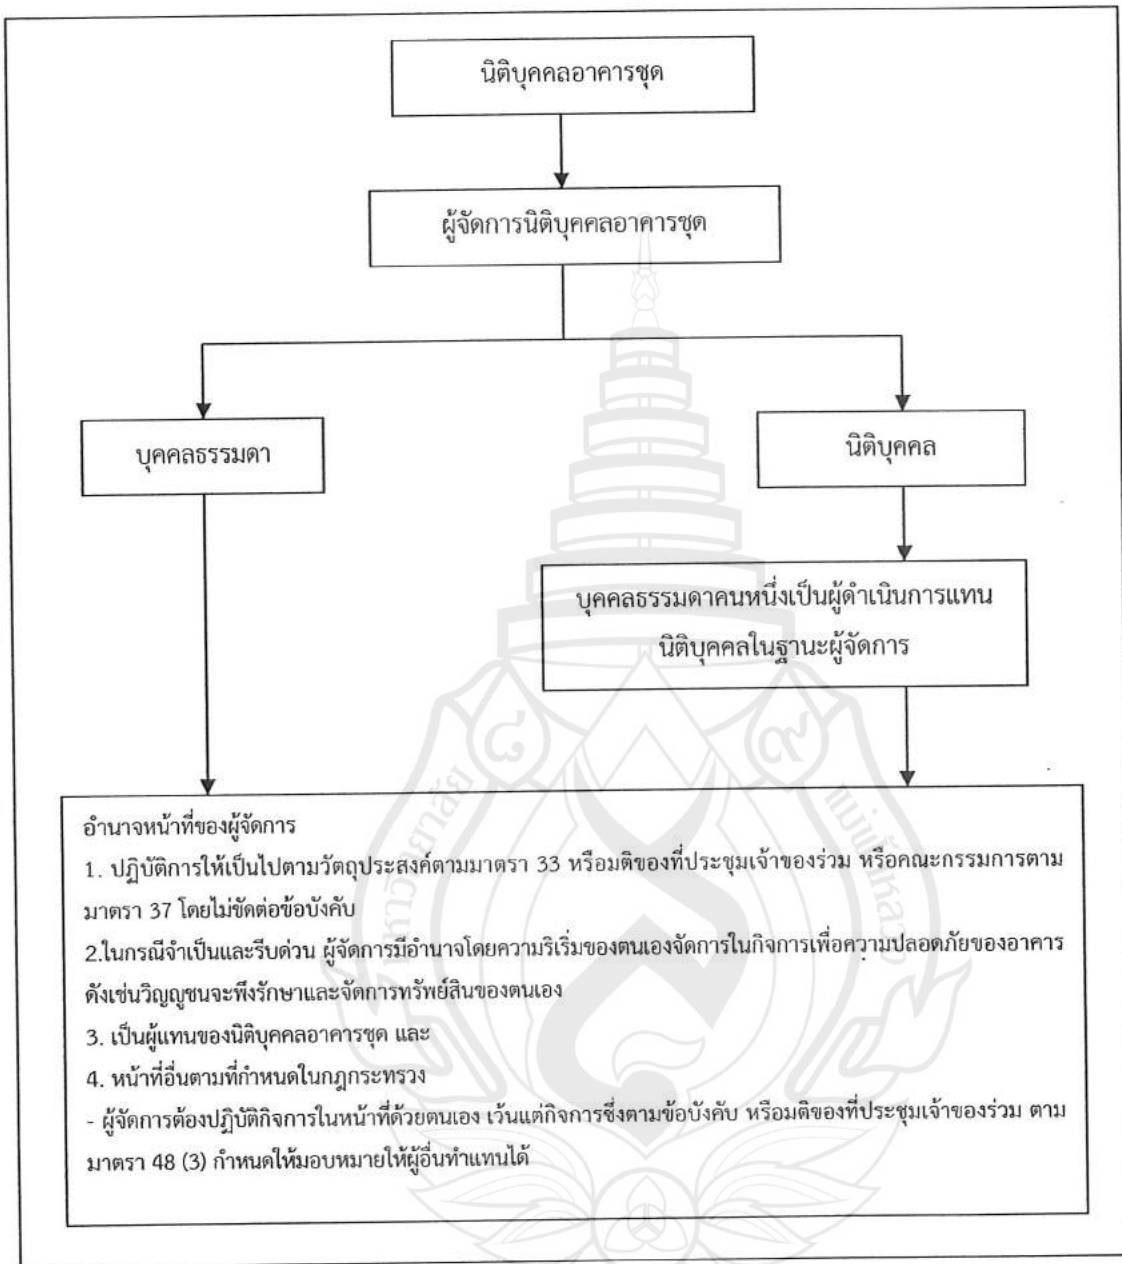 นิติบุคคลอาคารชุด
ผู้จัดการนิติบุคคลอาคารชุด
บุคคลธรรมดา
นิติบุคคล
บุคคลธรรมดาคนหนึ่งเป็นผู้ดำเนินการแทน
นิติบุคคลในฐานะผู้จัดการ
อำนาจหน้าที่ของผู้จัดการ
1. ปฏิบัติการให้เป็นไปตามวัตถุประสงค์ตามมาตรา 33 หรือมติของที่ประชุมเจ้าของร่วม หรือคณะกรรมการตาม
มาตรา 37 โดยไม่ขัดต่อข้อบังคับ
2.ในกรณีจำเป็นและรีบด่วน ผู้จัดการมีอำนาจโดยความริเริ่มของตนเองจัดการในกิจการเพื่อความปลอดภัยของอาคาร
ดังเช่นวิญญูชนจะพึงรักษาและจัดการทรัพย์สินของตนเอง
3. เป็นผู้แทนของนิติบุคคลอาคารชุด และ
4. หน้าที่อื่นตามที่กำหนดในกฎกระทรวง
- ผู้จัดการต้องปฏิบัติกิจการในหน้าที่ด้วยตนเอง เว้นแต่กิจการซึ่งตามข้อบังคับ หรือมติของที่ประชุมเจ้าของร่วม ตาม
มาตรา 48 (3) กำหนดให้มอบหมายให้ผู้อื่นทำแทนได้
มหาวิทยาลัย
แม่ฟ้าหลวง
๘
๙